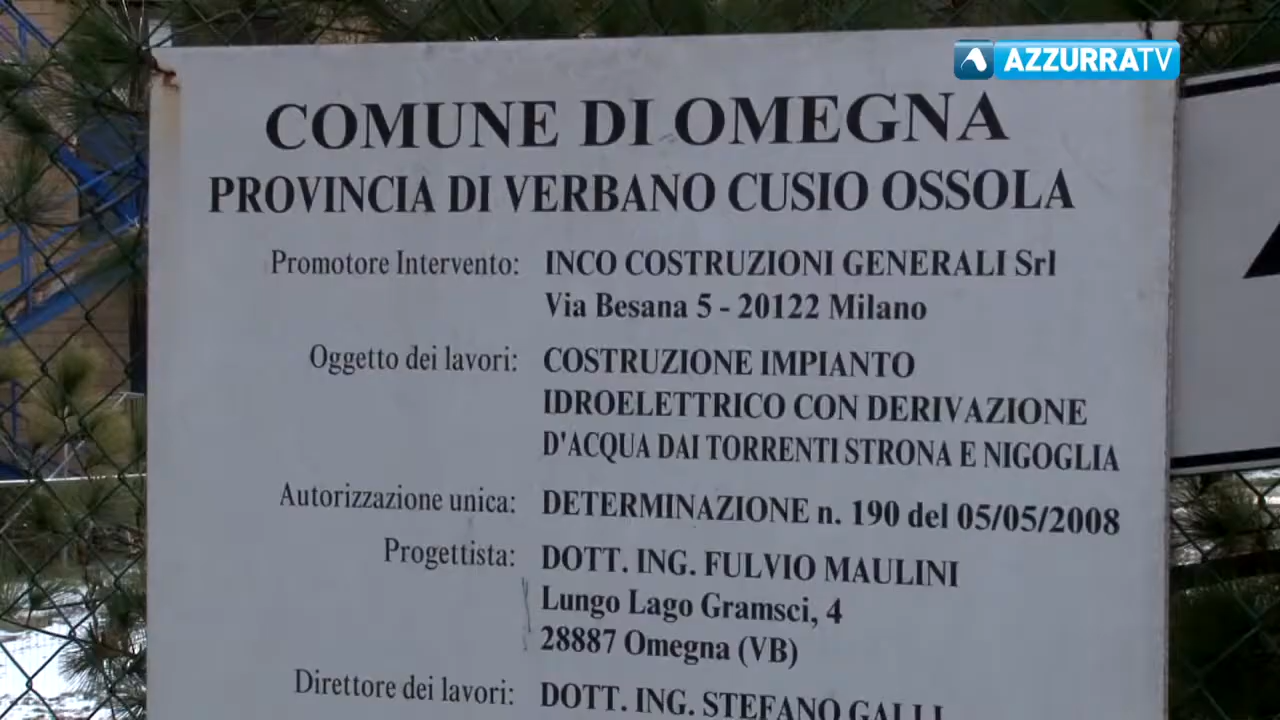 AZZURRATV
COMUNE DI OMEGNA
PROVINCIA DI VERBANO CUSIO OSSOLA
Promotore Intervento: INCO COSTRUZIONI GENERALI Srl
Via Besana 5 - 20122 Milano
Oggetto dei lavori: COSTRUZIONE IMPIANTO
IDROELETTRICO CON DERIVAZIONE
D'ACQUA DAI TORRENTI STRONA E NIGOGLIA
Autorizzazione unica: DETERMINAZIONE n. 190 del 05/05/2008
Progettista: DOTT. ING. FULVIO MAULINI
Lungo Lago Gramsci, 4
28887 Omegna (VB)
Direttore dei lavori: DOTT. ING. STEFANO GALLI